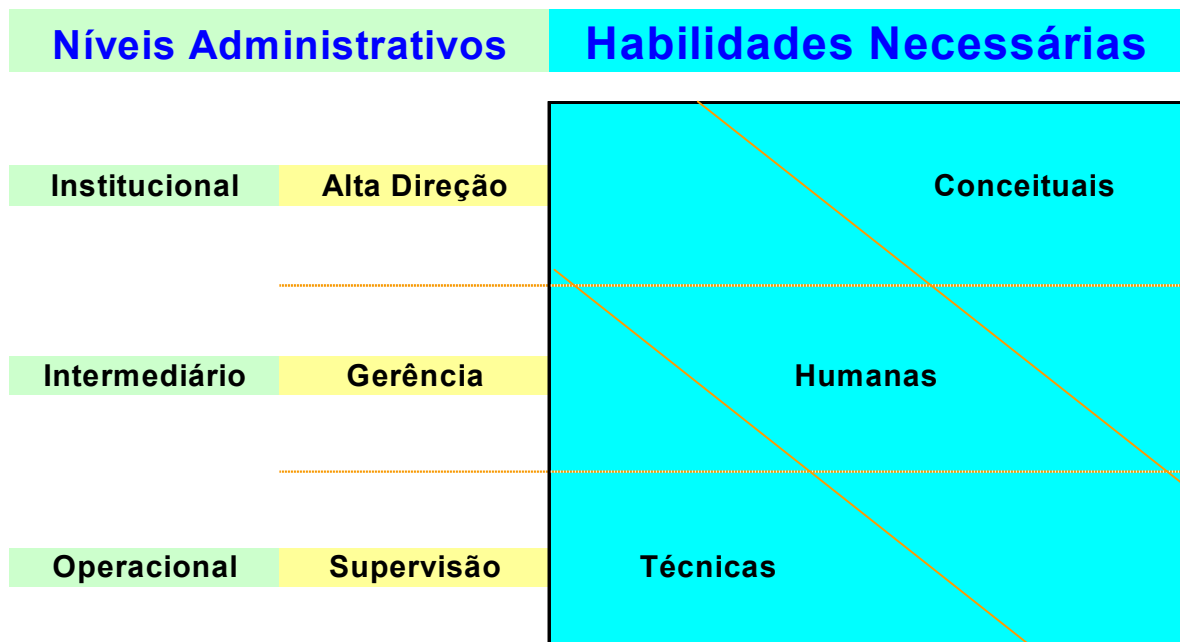 Níveis Administrativos Habilidades Necessárias
Institucional Alta Direção Conceituais
Intermediário Gerência Humanas
Operacional Supervisão Técnicas